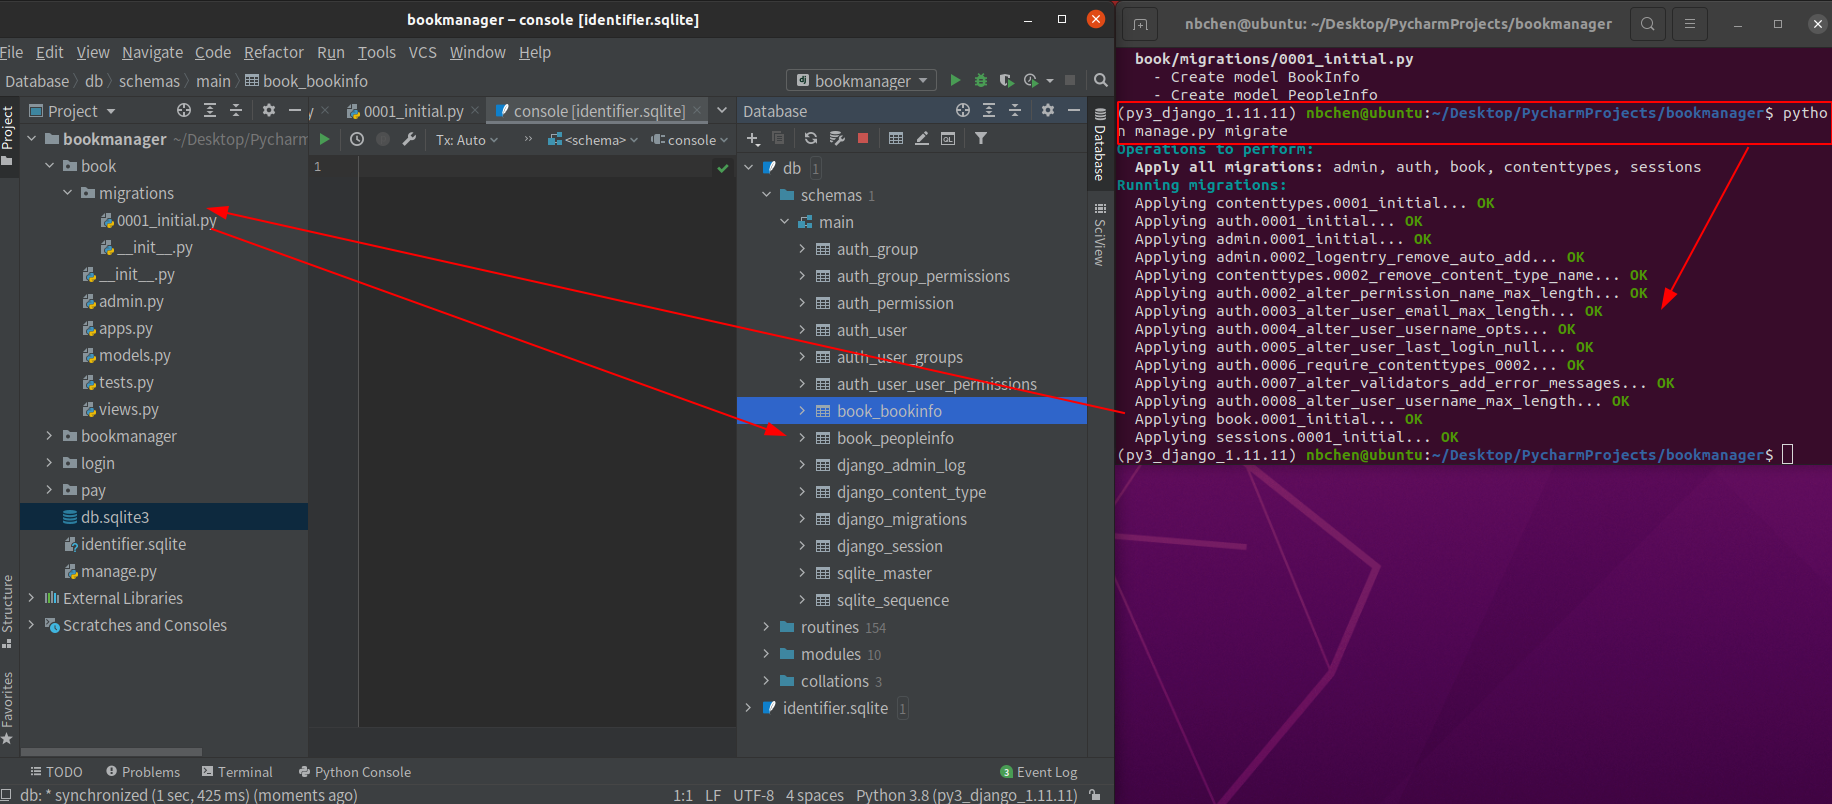 bookmanager – console [identifier.sqlite]
File Edit View Navigate Code Refactor Run Tools VCS Window Help
Database db schemas main book_bookinfo
bookmanager
Project
0001_initial.py
console [identifier.sqlite]
Database
Tx: Auto
<schema>
console
1
Project
Structure
Favorites
bookmanager ~/Desktop/Pycharm
book
migrations
0001_initial.py
__init__.py
__init__.py
admin.py
apps.py
models.py
tests.py
views.py
bookmanager
login
pay
db.sqlite3
identifier.sqlite
manage.py
External Libraries
Scratches and Consoles
db 1
schemas 1
main
auth_group
auth_group_permissions
auth_permission
auth_user
auth_user_groups
auth_user_user_permissions
book_bookinfo
book_peopleinfo
django_admin_log
django_content_type
django_migrations
django_session
sqlite_master
sqlite_sequence
routines 154
modules 10
collations 3
identifier.sqlite 1
Database
SciView
TODO Problems Terminal Python Console
3 Event Log
db: * synchronized (1 sec, 425 ms) (moments ago)
1:1 LF UTF-8 4 spaces Python 3.8 (py3_django_1.11.11)
nbchen@ubuntu: ~/Desktop/PycharmProjects/bookmanager
book/migrations/0001_initial.py
- Create model BookInfo
- Create model PeopleInfo
(py3_django_1.11.11) nbchen@ubuntu:~/Desktop/PycharmProjects/bookmanager$ pytho
n manage.py migrate
Operations to perform:
Apply all migrations: admin, auth, book, contenttypes, sessions
Running migrations:
Applying contenttypes.0001_initial... OK
Applying auth.0001_initial... OK
Applying admin.0001_initial... OK
Applying admin.0002_logentry_remove_auto_add... OK
Applying contenttypes.0002_remove_content_type_name... OK
Applying auth.0002_alter_permission_name_max_length... OK
Applying auth.0003_alter_user_email_max_length... OK
Applying auth.0004_alter_user_username_opts... OK
Applying auth.0005_alter_user_last_login_null... OK
Applying auth.0006_require_contenttypes_0002... OK
Applying auth.0007_alter_validators_add_error_messages... OK
Applying auth.0008_alter_user_username_max_length... OK
Applying book.0001_initial... OK
Applying sessions.0001_initial... OK
(py3_django_1.11.11) nbchen@ubuntu:~/Desktop/PycharmProjects/bookmanager$